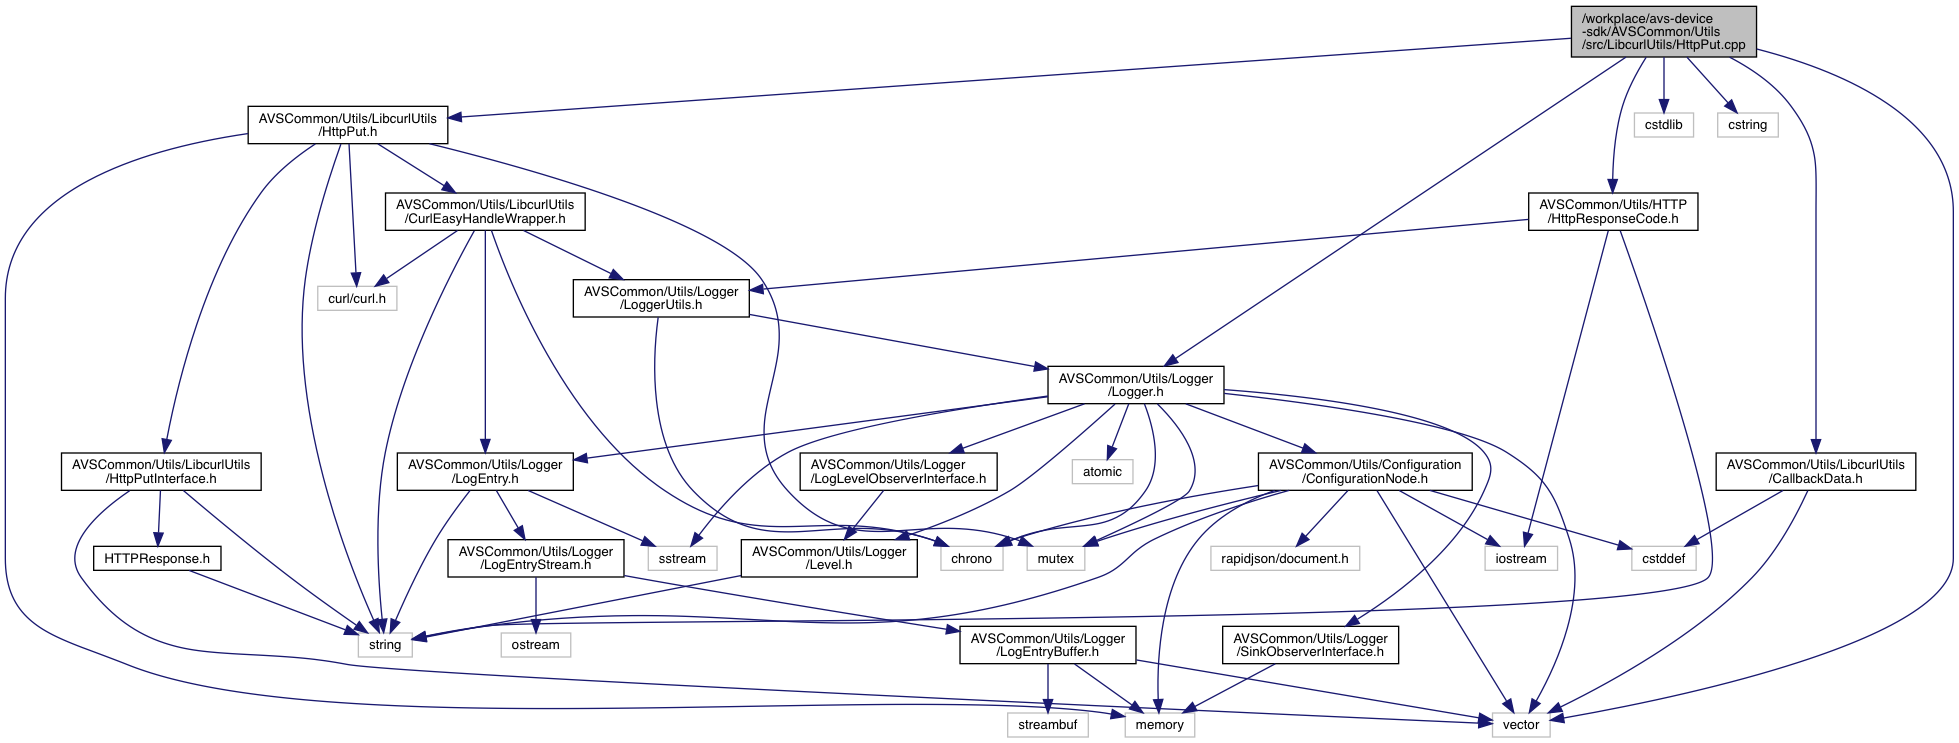 /workplace/avs-device
-sdk/AVSCommon/Utils
/src/LibcurlUtils/HttpPut.cpp
AVSCommon/Utils/LibcurlUtils
/HttpPut.h
cstdlib
cstring
AVSCommon/Utils/LibcurlUtils
/CurlEasyHandleWrapper.h
AVSCommon/Utils/HTTP
/HttpResponseCode.h
curl/curl.h
AVSCommon/Utils/Logger
/LoggerUtils.h
AVSCommon/Utils/Logger
/Logger.h
AVSCommon/Utils/LibcurlUtils
/HttpPutInterface.h
AVSCommon/Utils/Logger
/LogEntry.h
AVSCommon/Utils/Logger
/LogLevelObserverInterface.h
atomic
AVSCommon/Utils/Configuration
/ConfigurationNode.h
AVSCommon/Utils/LibcurlUtils
/CallbackData.h
HTTPResponse.h
AVSCommon/Utils/Logger
/LogEntryStream.h
sstream
AVSCommon/Utils/Logger
/Level.h
chrono
mutex
rapidjson/document.h
iostream
cstddef
string
ostream
AVSCommon/Utils/Logger
/LogEntryBuffer.h
AVSCommon/Utils/Logger
/SinkObserverInterface.h
streambuf
memory
vector